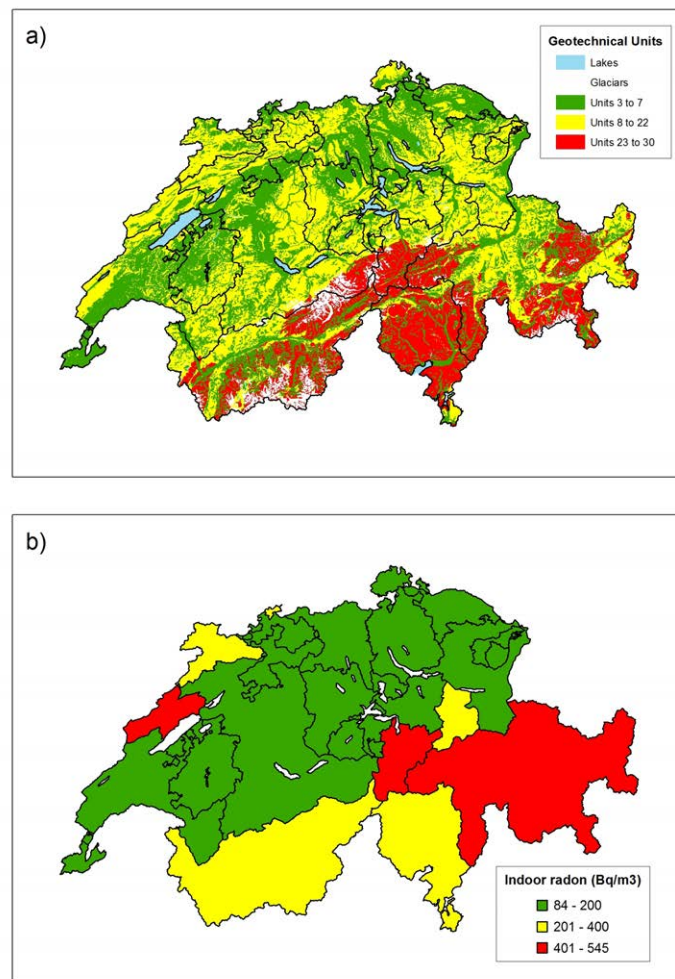 a)
Geotechnical Units
Lakes
Glaciars
Units 3 to 7
Units 8 to 22
Units 23 to 30
b)
Indoor radon (Bq/m3)
84 - 200
201 - 400
401 - 545